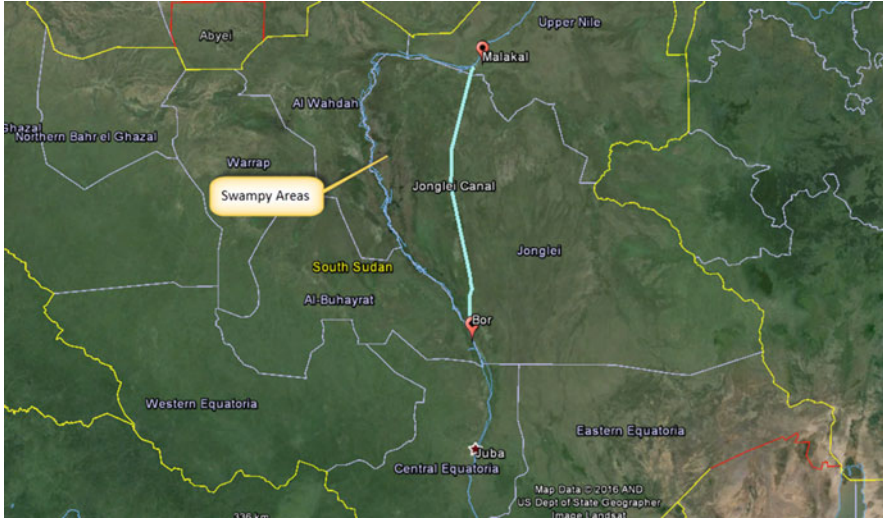 Upper Nile
Abyei
Malakal
Al Wahdah
Ghazal
Northern Bahr el Ghazal
Warrap
Swampy Areas
Jonglei Canal
Jonglei
South Sudan
Al-Buhayrat
Bor
Western Equatoria
Eastern Equatoria
Juba
Central Equatoria
Map Data © 2016 AND
US Dept of State Geographer
Image Landsat
336 km